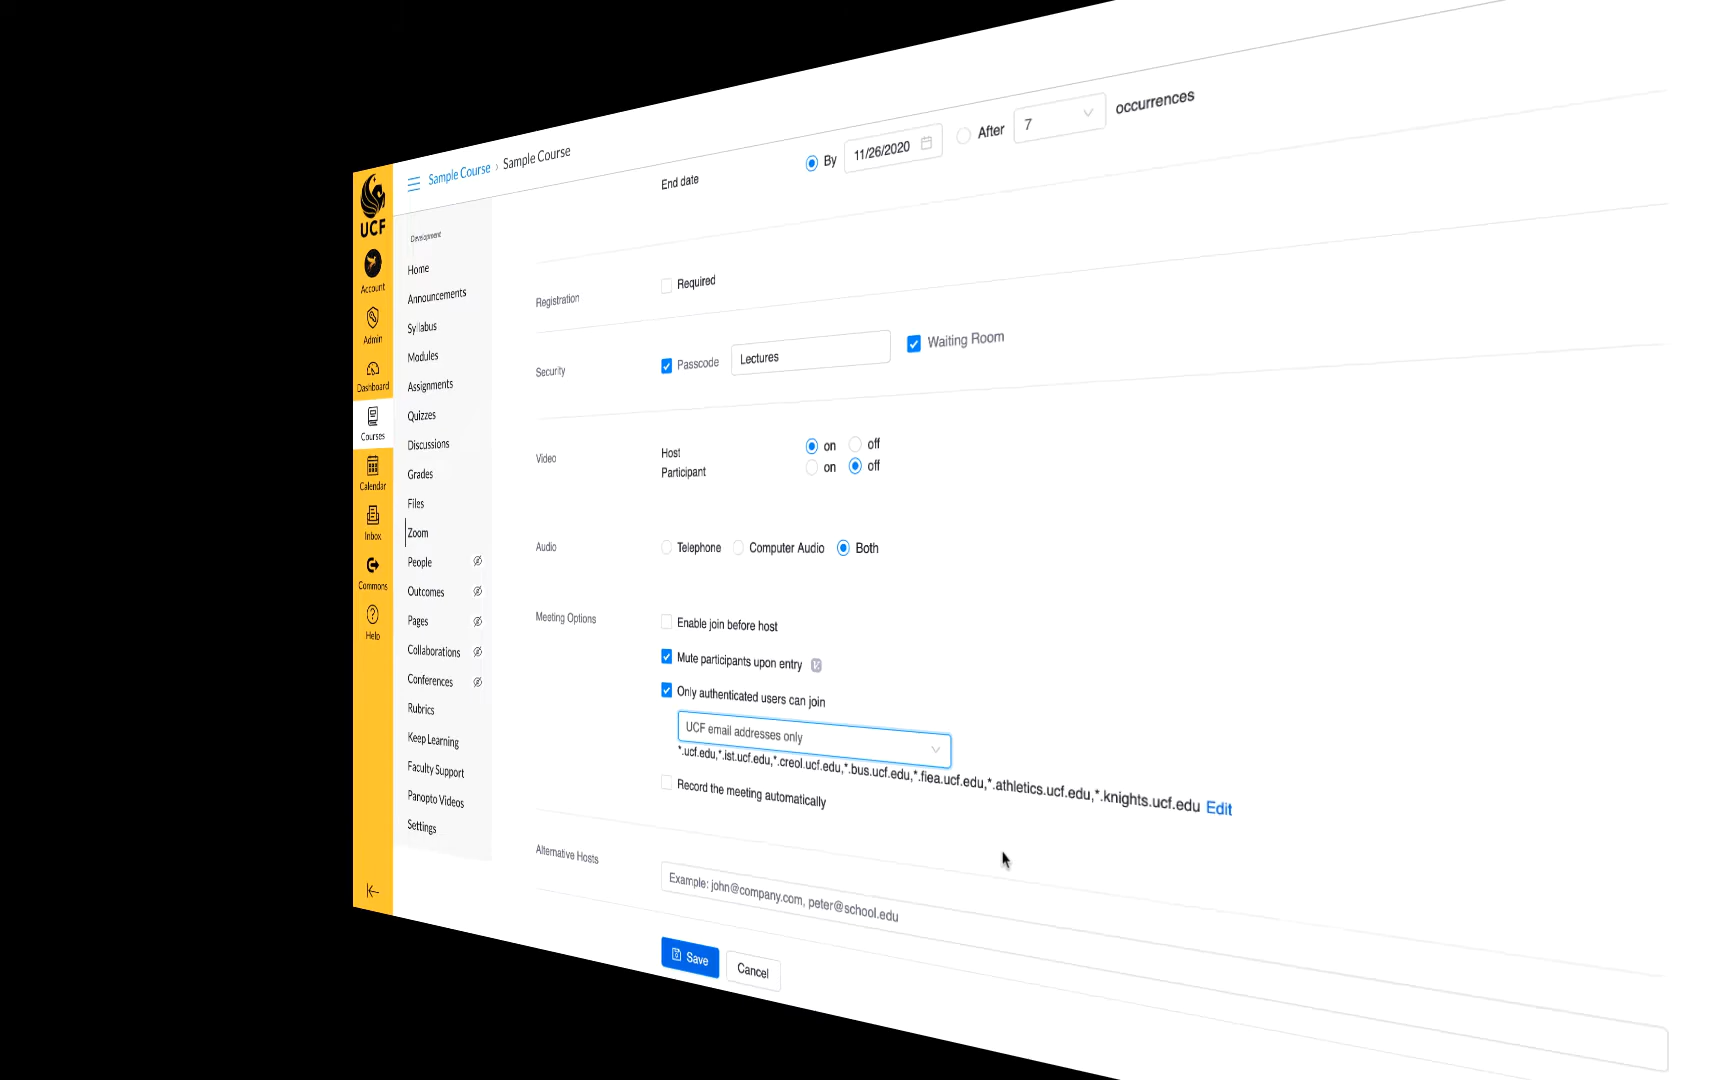 Sample Course › Sample Course
UCF
Account
Admin
Dashboard
Courses
Calendar
Inbox
Commons
Help
Development
Home
Announcements
Syllabus
Modules
Assignments
Quizzes
Discussions
Grades
Files
Zoom
People
Outcomes
Pages
Collaborations
Conferences
Rubrics
Keep Learning
Faculty Support
Panopto Videos
Settings
End date
By 11/26/2020 After 7 occurrences
Registration
Required
Security
Passcode Lectures Waiting Room
Video
Host on off
Participant on off
Audio
Telephone Computer Audio Both
Meeting Options
Enable join before host
Mute participants upon entry
Only authenticated users can join
UCF email addresses only
*.ucf.edu,*.ist.ucf.edu,*.creol.ucf.edu,*.bus.ucf.edu,*.fiea.ucf.edu,*.athletics.ucf.edu,*.knights.ucf.edu Edit
Record the meeting automatically
Alternative Hosts
Example: john@company.com, peter@school.edu
Save Cancel